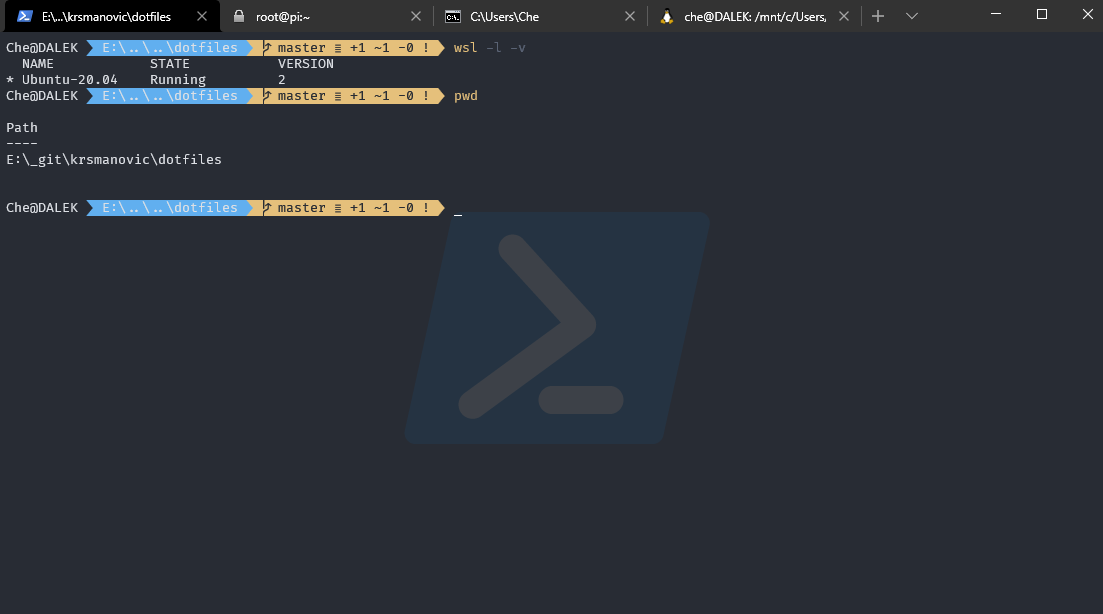 E:\...\krsmanovic\dotfiles
root@pi:~
C:\Users\Che
che@DALEK: /mnt/c/Users,
Che@DALEK E:\..\..\dotfiles master ≡ +1 ~1 -0 ! wsl -l -v
NAME STATE VERSION
* Ubuntu-20.04 Running 2
Che@DALEK E:\..\..\dotfiles master ≡ +1 ~1 -0 ! pwd
Path
----
E:\_git\krsmanovic\dotfiles
Che@DALEK E:\..\..\dotfiles master ≡ +1 ~1 -0 ! _